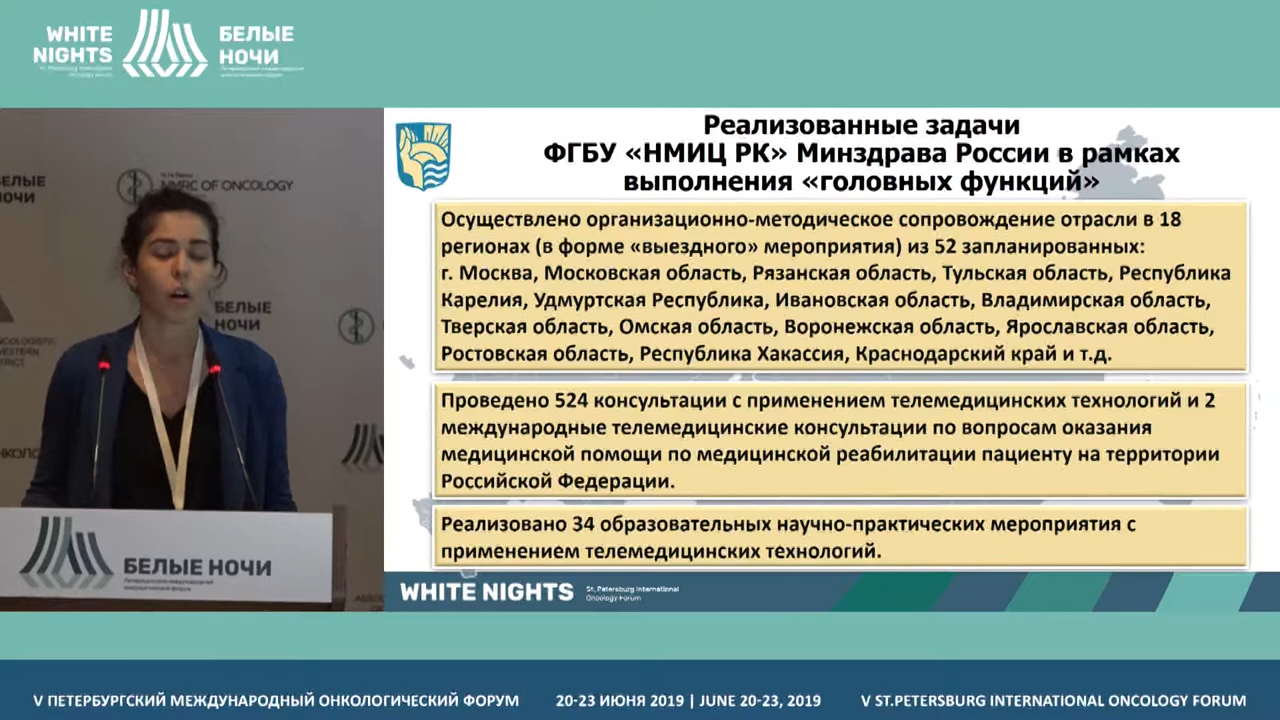 WHITE
NIGHTS
БЕЛЫЕ
НОЧИ
Реализованные задачи
ФГБУ «НМИЦ РК» Минздрава России в рамках
выполнения «головных функций»
Осуществлено организационно-методическое сопровождение отрасли в 18
регионах (в форме «выездного» мероприятия) из 52 запланированных:
г. Москва, Московская область, Рязанская область, Тульская область, Республика
Карелия, Удмуртская Республика, Ивановская область, Владимирская область,
Тверская область, Омская область, Воронежская область, Ярославская область,
Ростовская область, Республика Хакассия, Краснодарский край и т.д.
Проведено 524 консультации с применением телемедицинских технологий и 2
международные телемедицинские консультации по вопросам оказания
медицинской помощи по медицинской реабилитации пациенту на территории
Российской Федерации.
Реализовано 34 образовательных научно-практических мероприятия с
применением телемедицинских технологий.
WHITE NIGHTS
St. Petersburg International
Oncology Forum
NMRC OF ONCOLOGY
БЕЛЫЕ
НОЧИ
БЕЛЫЕ НОЧИ
V ПЕТЕРБУРГСКИЙ МЕЖДУНАРОДНЫЙ ОНКОЛОГИЧЕСКИЙ ФОРУМ
20-23 ИЮНЯ 2019 | JUNE 20-23, 2019
V ST.PETERSBURG INTERNATIONAL ONCOLOGY FORUM